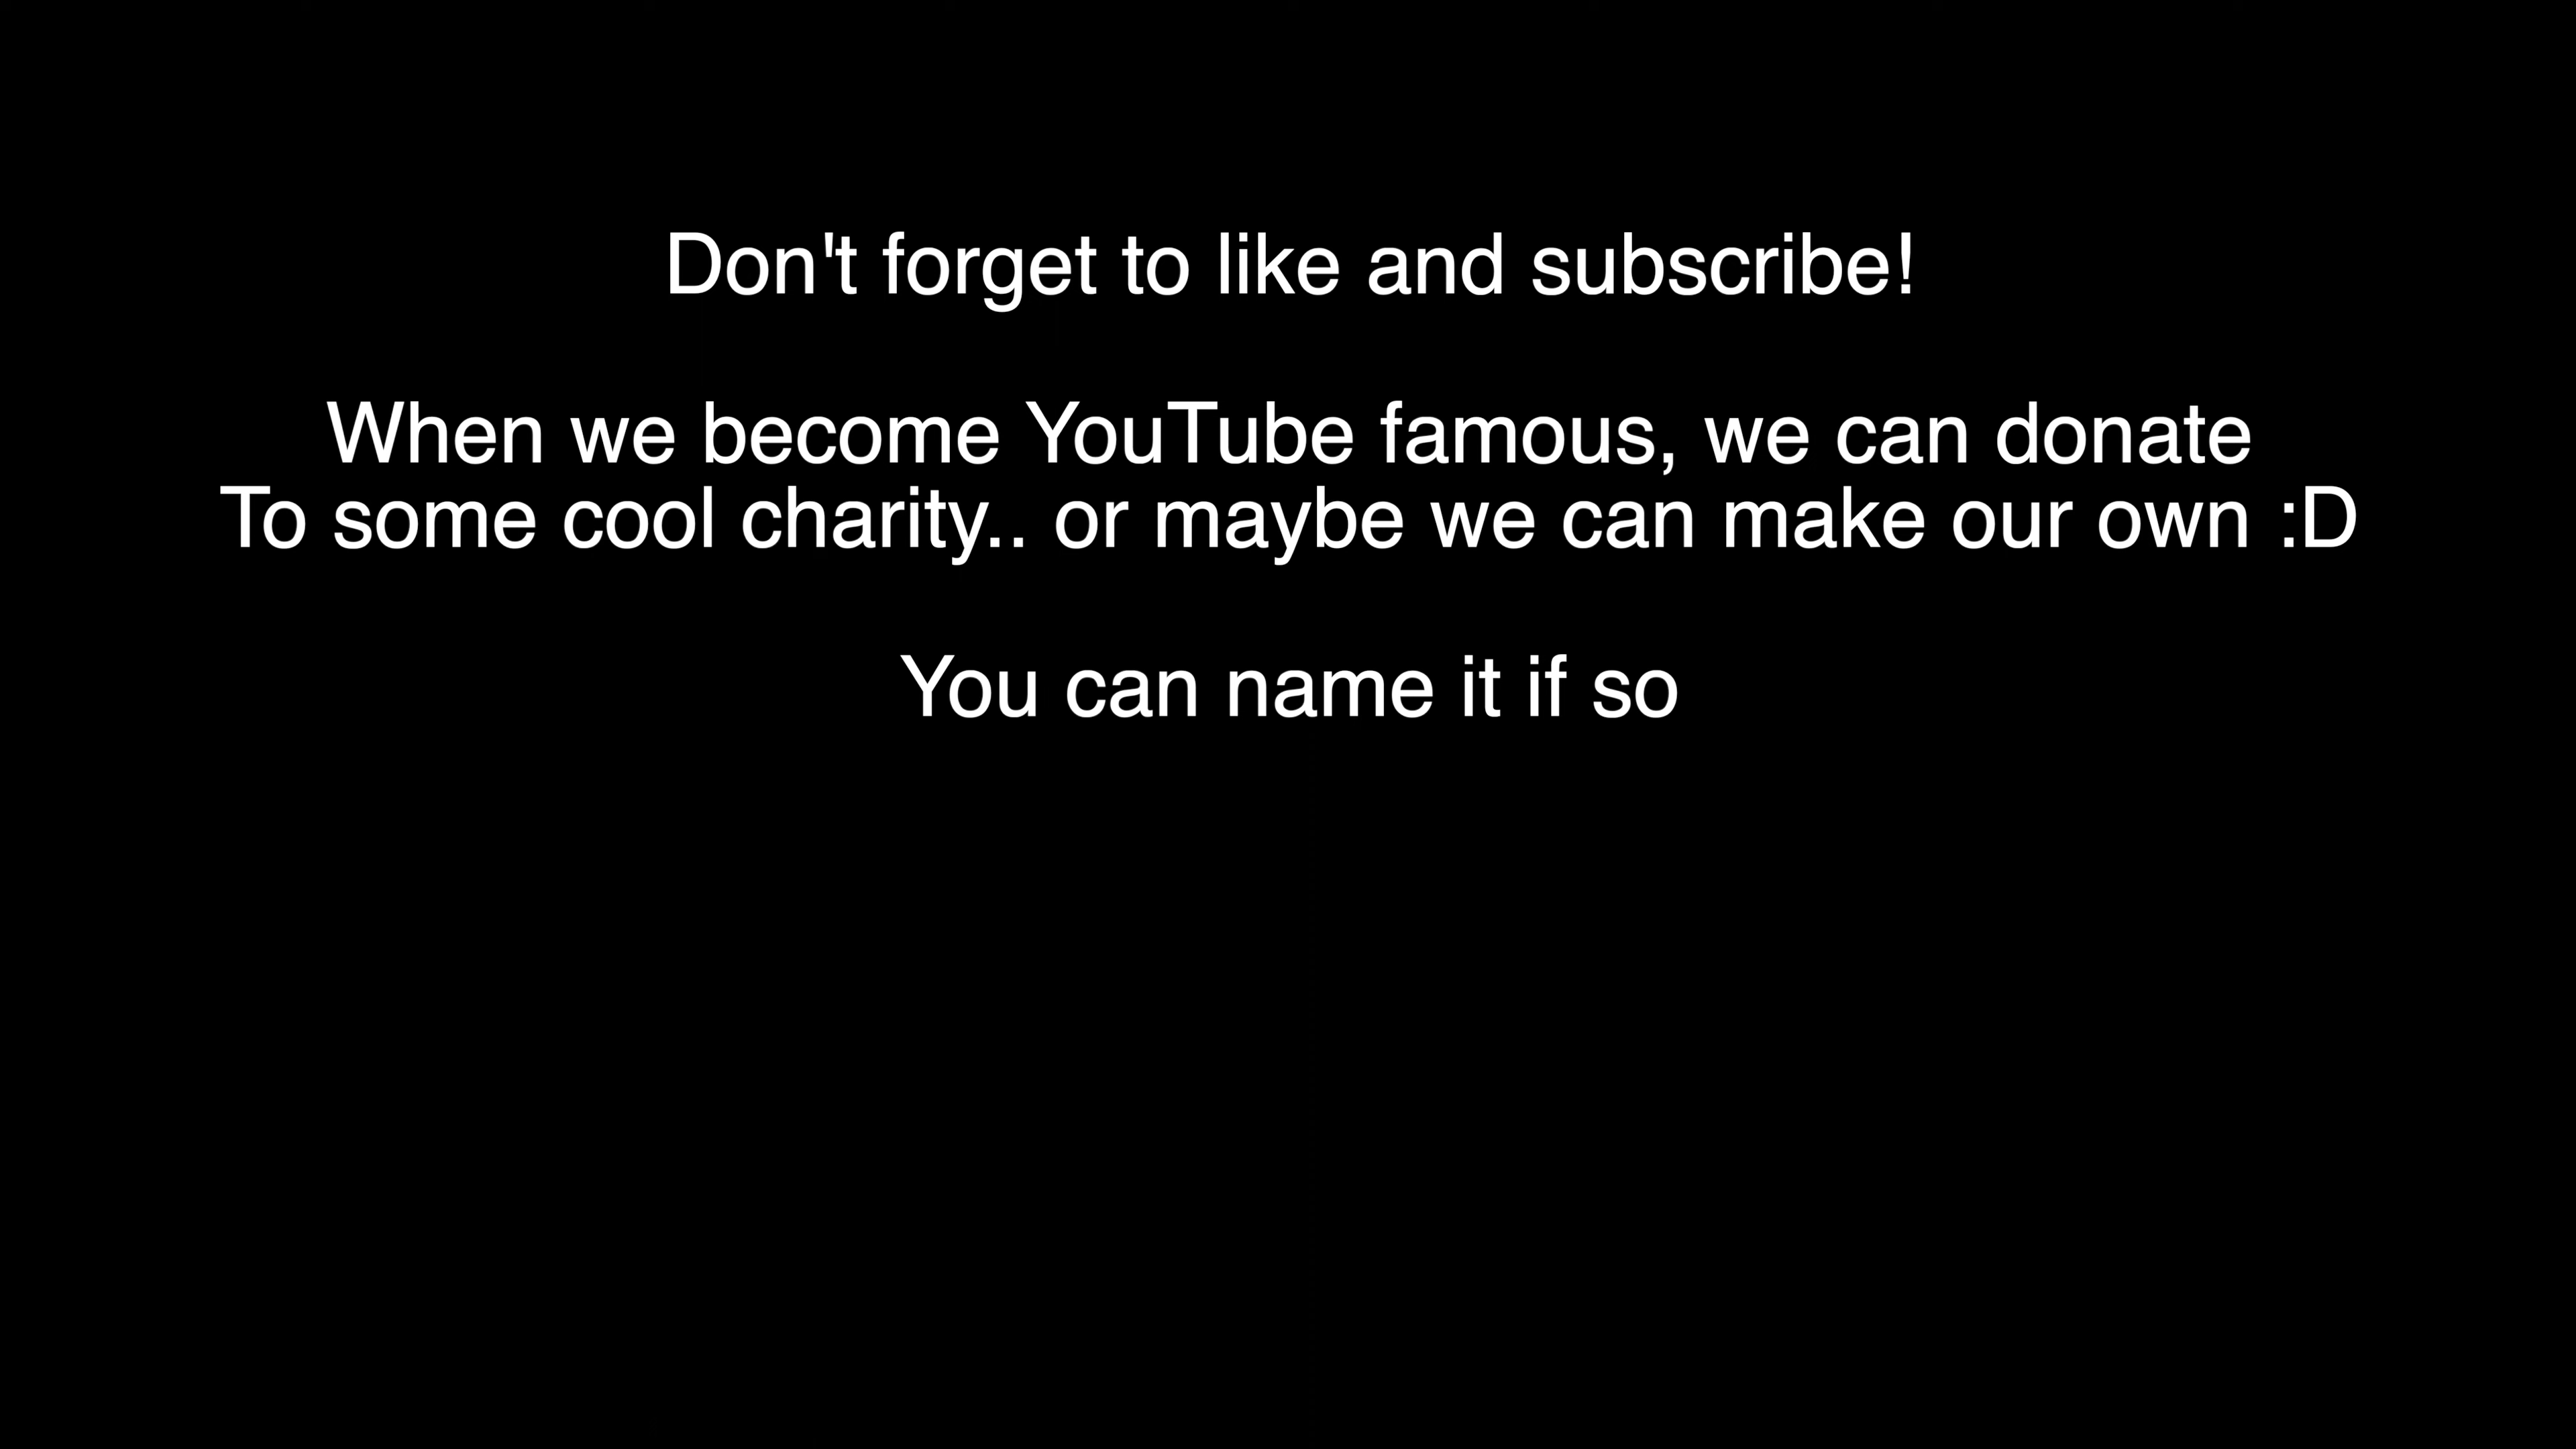 Don't forget to like and subscribe!
When we become YouTube famous, we can donate
To some cool charity.. or maybe we can make our own :D
You can name it if so